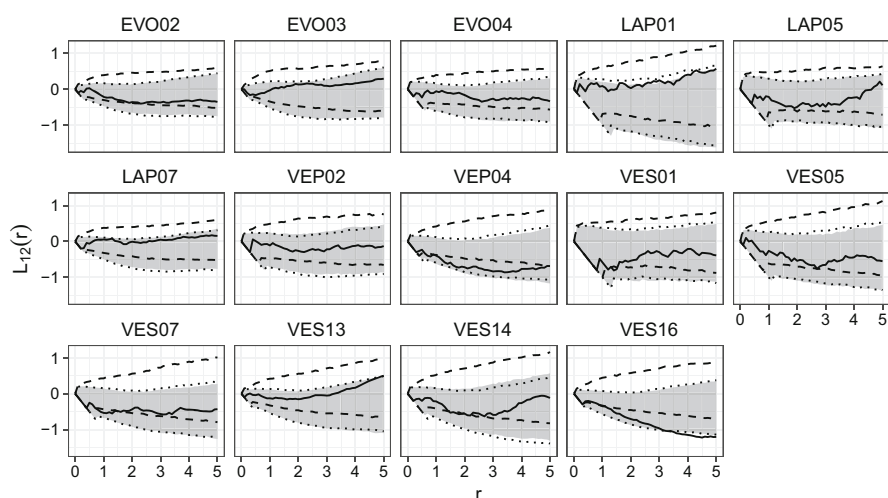 EVO02 EVO03 EVO04 LAP01 LAP05
1
0
−1
LAP07 VEP02 VEP04 VES01 VES05
1
0
−1
L12(r)
0 1 2 3 4 5
VES07 VES13 VES14 VES16
1
0
−1
0 1 2 3 4 5 0 1 2 3 4 5 0 1 2 3 4 5 0 1 2 3 4 5
r